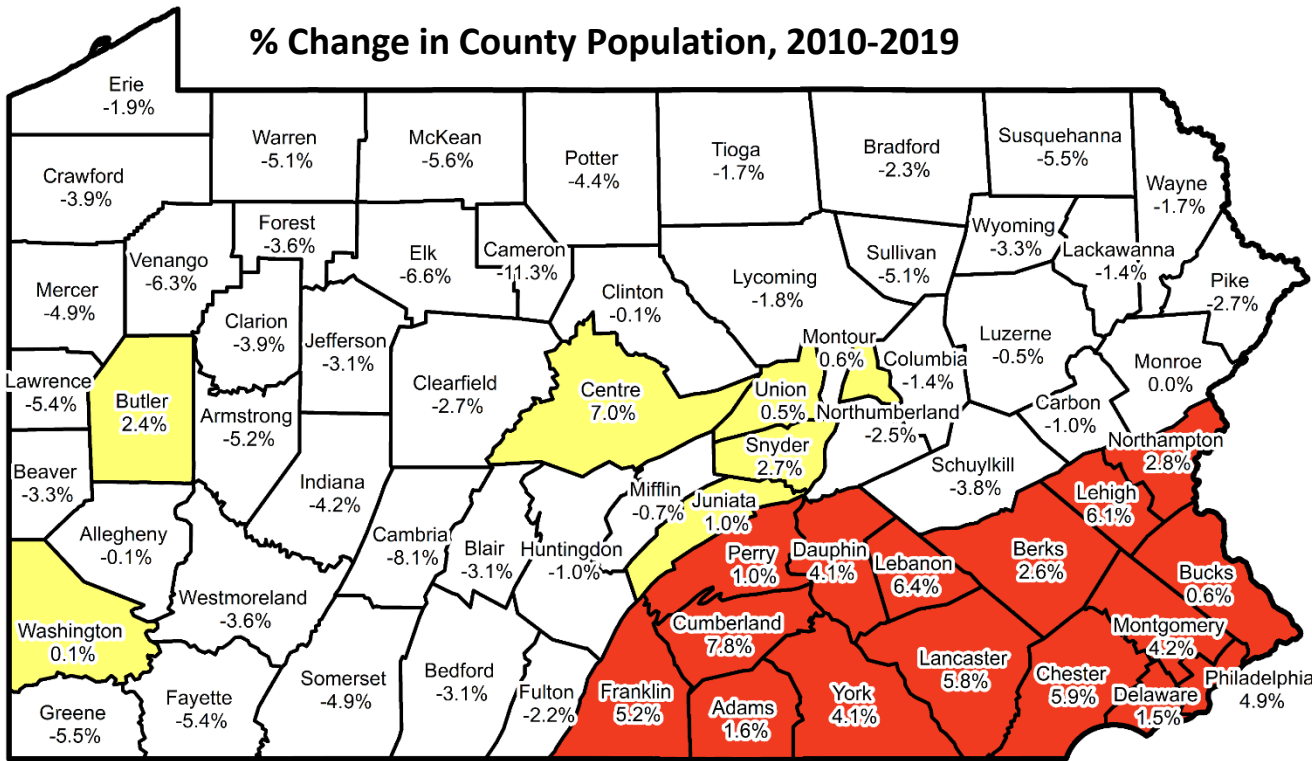 % Change in County Population, 2010-2019
Erie
-1.9%
Warren
-5.1%
McKean
-5.6%
Potter
-4.4%
Tioga
-1.7%
Bradford
-2.3%
Susquehanna
-5.5%
Wayne
-1.7%
Crawford
-3.9%
Forest
-3.6%
Venango
-6.3%
Elk
-6.6%
Cameron
-11.3%
Sullivan
-5.1%
Wyoming
-3.3%
Lackawanna
-1.4%
Pike
-2.7%
Mercer
-4.9%
Clarion
-3.9%
Jefferson
-3.1%
Clinton
-0.1%
Lycoming
-1.8%
Montour
0.6%
Columbia
-1.4%
Luzerne
-0.5%
Monroe
0.0%
Lawrence
-5.4%
Butler
2.4%
Armstrong
-5.2%
Clearfield
-2.7%
Centre
7.0%
Union
0.5%
Northumberland
-2.5%
Carbon
-1.0%
Northampton
2.8%
Beaver
-3.3%
Snyder
2.7%
Schuylkill
-3.8%
Lehigh
6.1%
Indiana
-4.2%
Mifflin
-0.7%
Juniata
1.0%
Allegheny
-0.1%
Cambria
-8.1%
Blair
-3.1%
Huntingdon
-1.0%
Perry
1.0%
Dauphin
4.1%
Lebanon
6.4%
Berks
2.6%
Bucks
0.6%
Westmoreland
-3.6%
Washington
0.1%
Cumberland
7.8%
Montgomery
4.2%
Lancaster
5.8%
Chester
5.9%
Philadelphia
4.9%
Delaware
1.5%
Somerset
-4.9%
Bedford
-3.1%
Fulton
-2.2%
Franklin
5.2%
Adams
1.6%
York
4.1%
Fayette
-5.4%
Greene
-5.5%